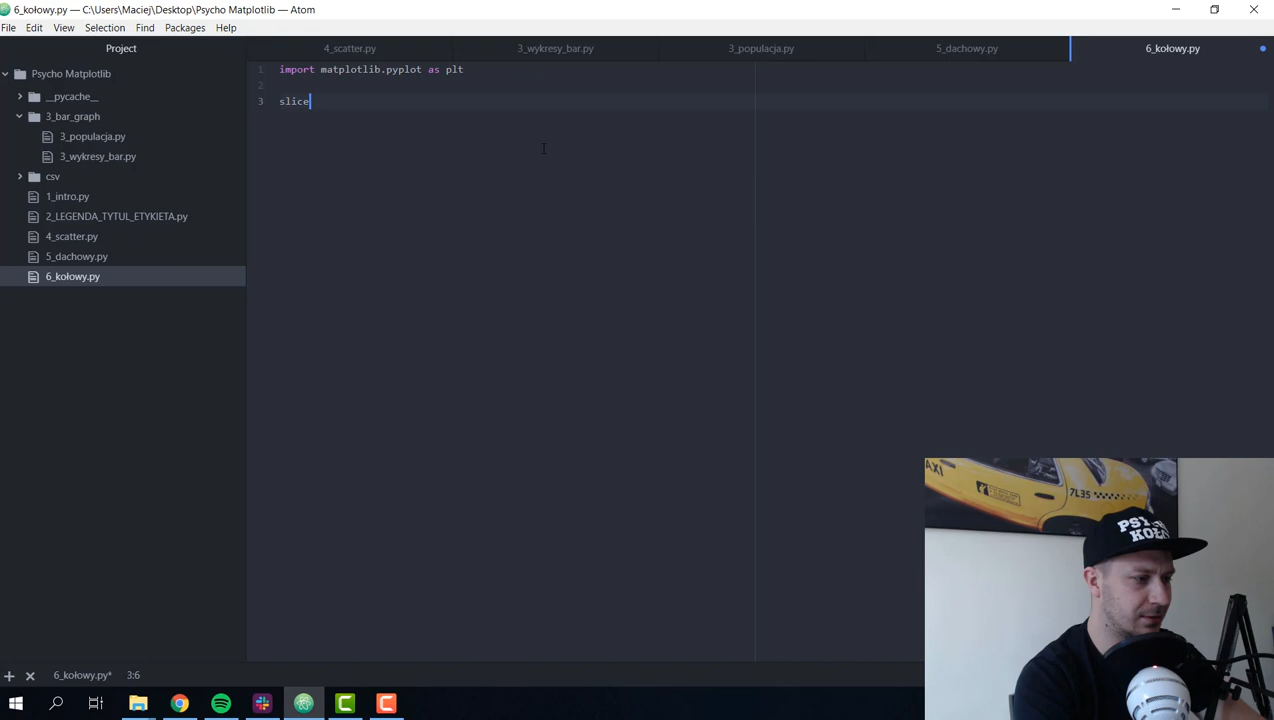 6_kołowy.py — C:\Users\Maciej\Desktop\Psycho Matplotlib — Atom
File Edit View Selection Find Packages Help
Project
4_scatter.py 3_wykresy_bar.py 3_populacja.py 5_dachowy.py 6_kołowy.py
Psycho Matplotlib
__pycache__
3_bar_graph
3_populacja.py
3_wykresy_bar.py
csv
1_intro.py
2_LEGENDA_TYTUL_ETYKIETA.py
4_scatter.py
5_dachowy.py
6_kołowy.py
1 import matplotlib.pyplot as plt
2
3 slice
AXI
7L35
6_kołowy.py* 3:6